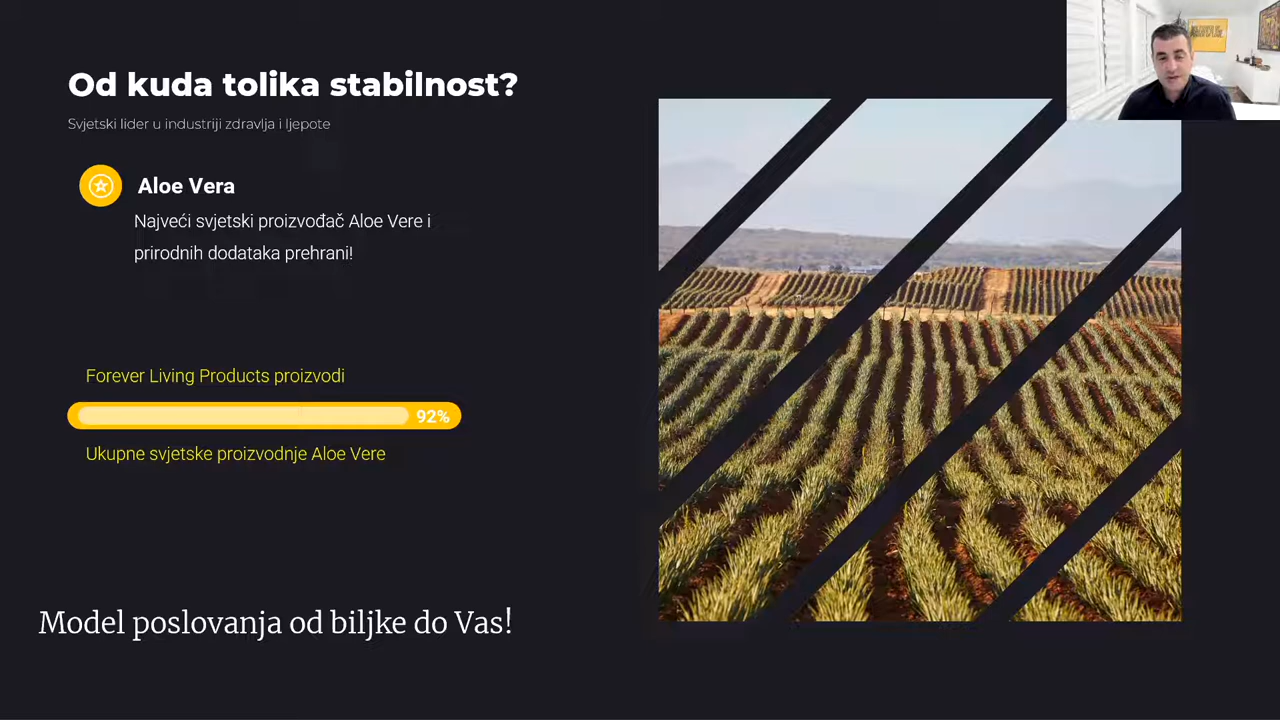 Od kuda tolika stabilnost?
Svjetski lider u industriji zdravlja i ljepote
Aloe Vera
Najveći svjetski proizvođač Aloe Vere i
prirodnih dodataka prehrani!
Forever Living Products proizvodi
92%
Ukupne svjetske proizvodnje Aloe Vere
Model poslovanja od biljke do Vas!